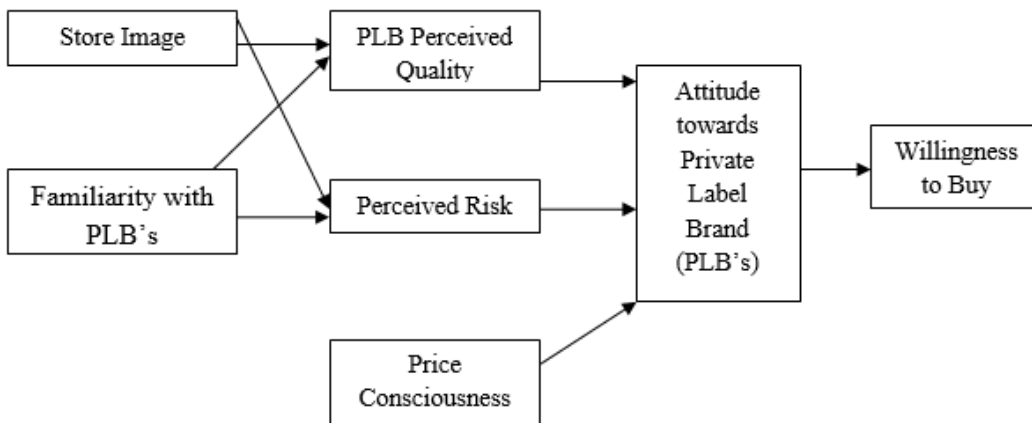 Store Image
PLB Perceived
Quality
Familiarity with
PLB’s
Perceived Risk
Price
Consciousness
Attitude
towards
Private
Label
Brand
(PLB’s)
Willingness
to Buy